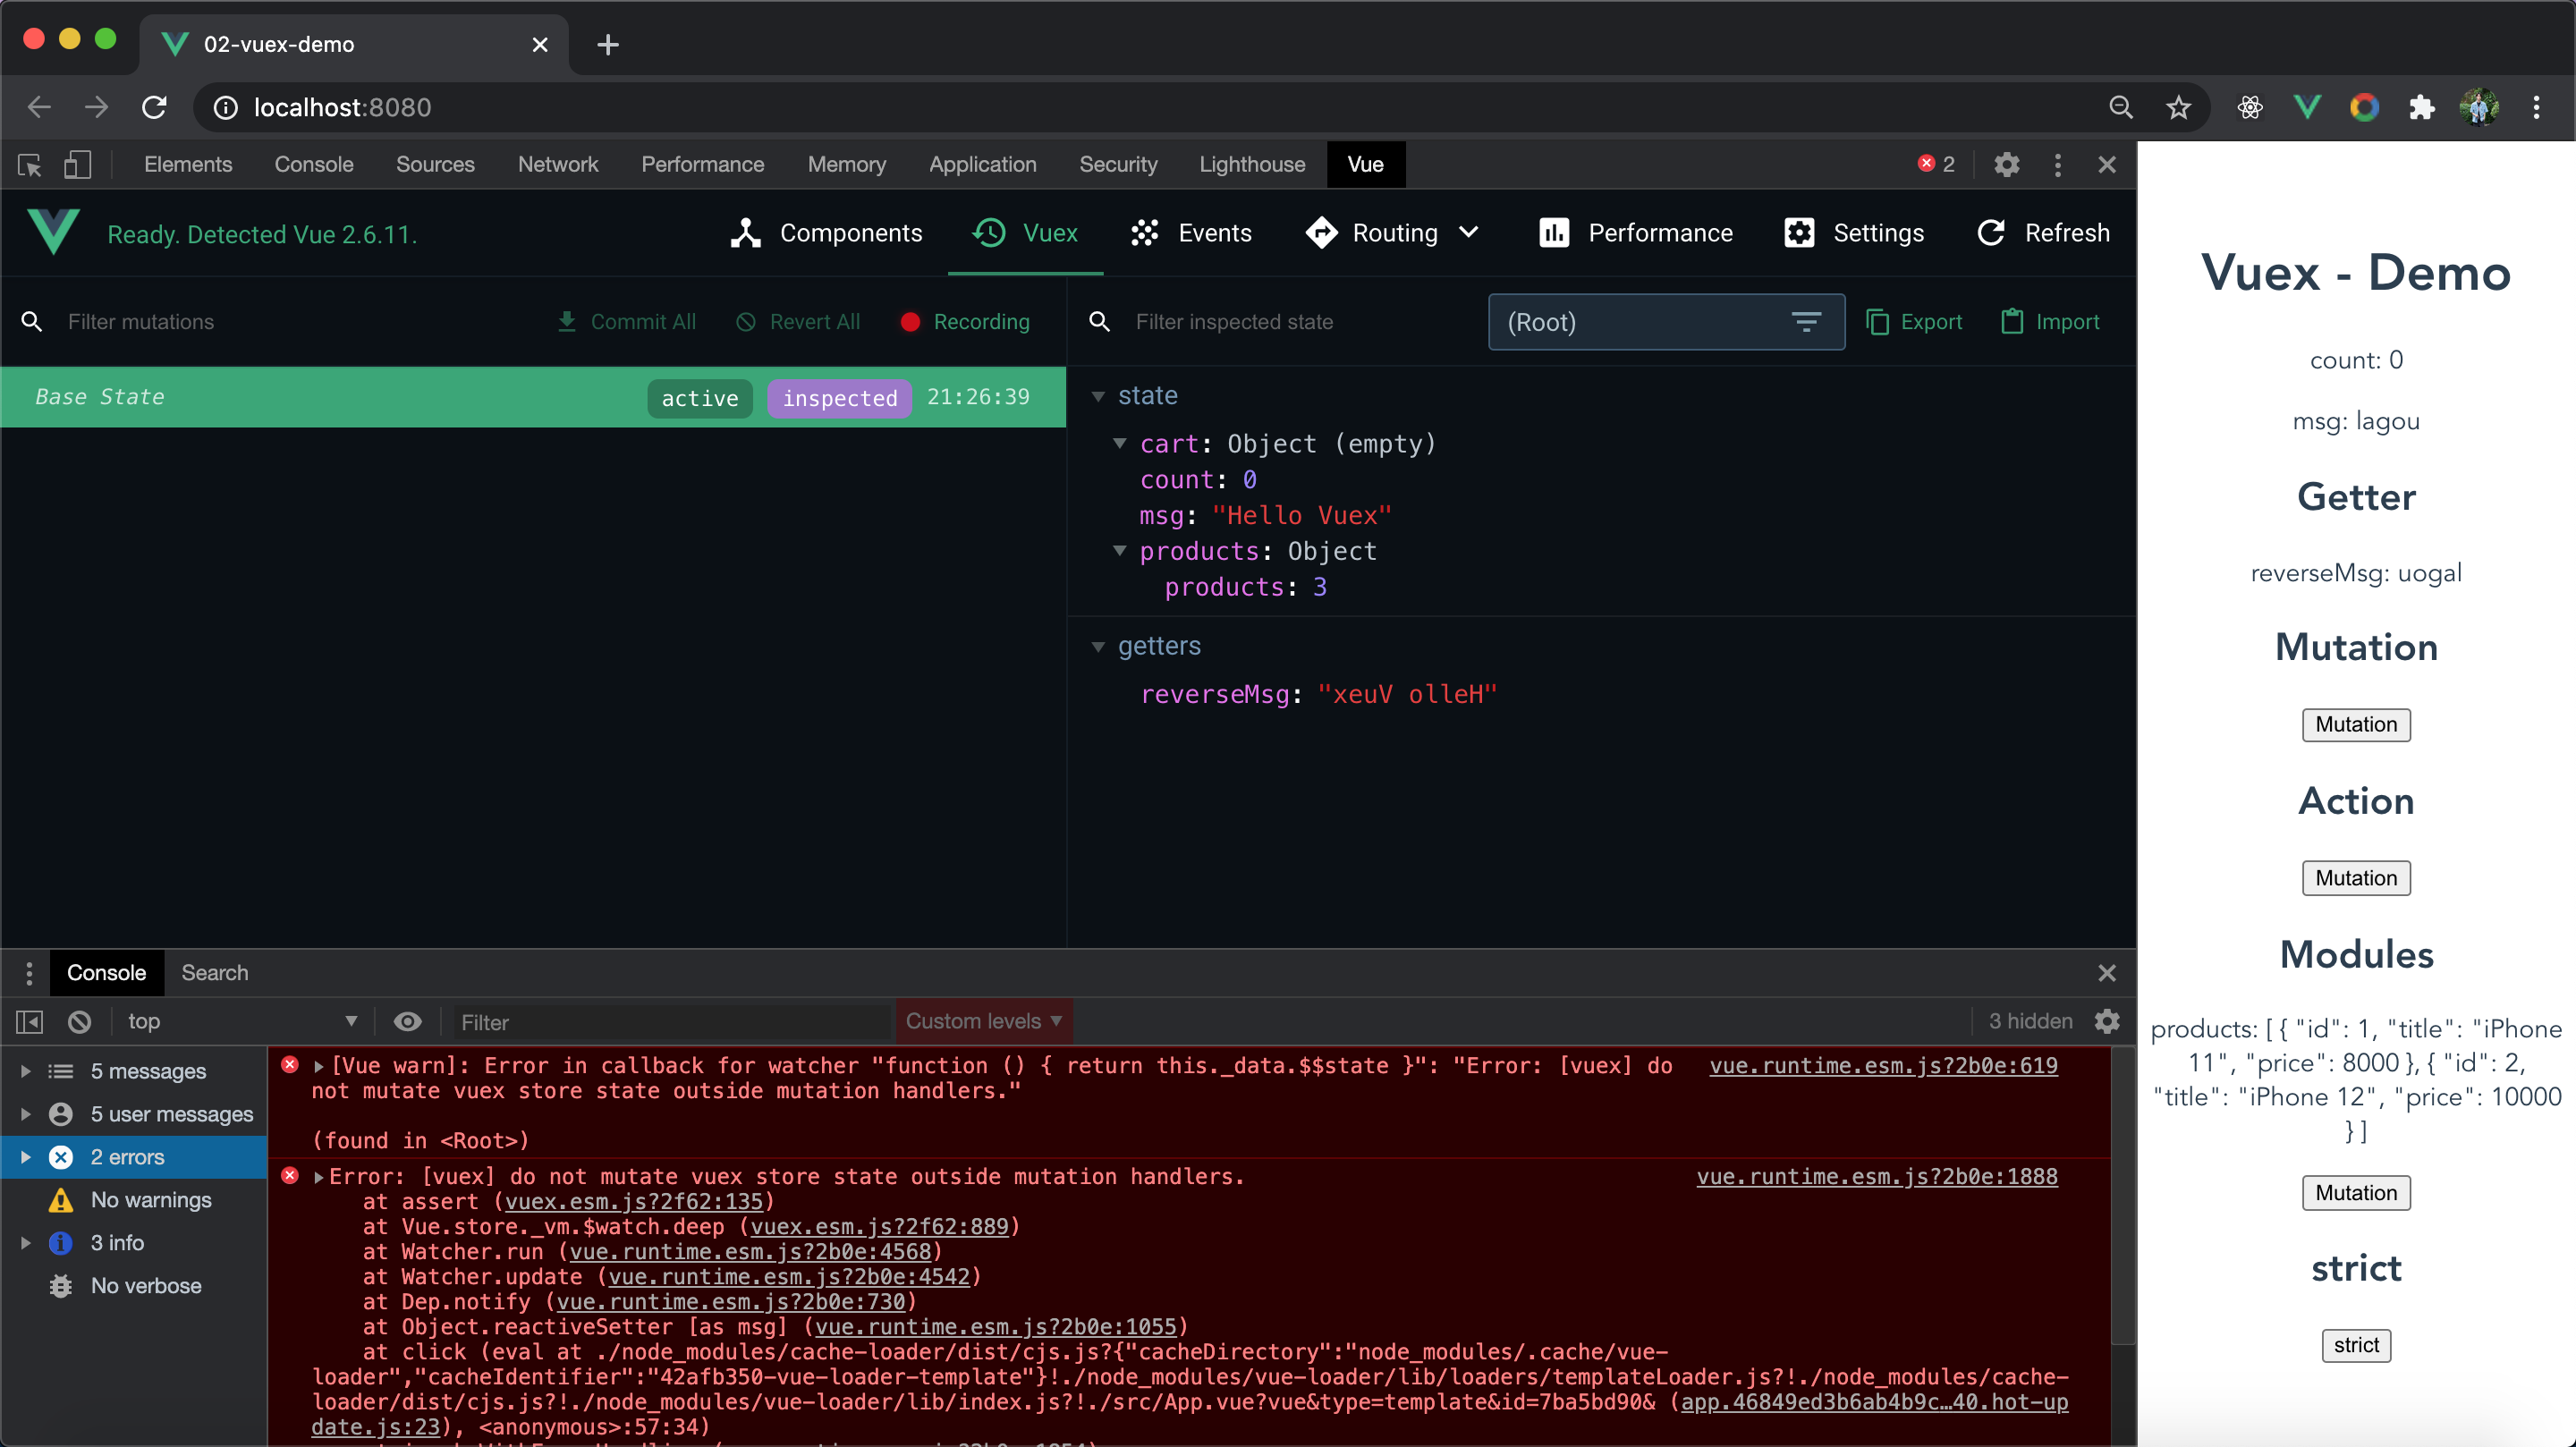 02-vuex-demo
localhost:8080
Elements Console Sources Network Performance Memory Application Security Lighthouse Vue 2
Ready. Detected Vue 2.6.11.
Components Vuex Events Routing Performance Settings Refresh
Filter mutations Commit All Revert All Recording
Filter inspected state (Root) Export Import
Base State active inspected 21:26:39
state
cart: Object (empty)
count: 0
msg: "Hello Vuex"
products: Object
products: 3
getters
reverseMsg: "xeuV olleH"
Console Search
top Filter Custom levels 3 hidden
5 messages
5 user messages
2 errors
No warnings
3 info
No verbose
[Vue warn]: Error in callback for watcher "function () { return this._data.$$state }": "Error: [vuex] do vue.runtime.esm.js?2b0e:619
not mutate vuex store state outside mutation handlers."
(found in <Root>)
Error: [vuex] do not mutate vuex store state outside mutation handlers. vue.runtime.esm.js?2b0e:1888
at assert (vuex.esm.js?2f62:135)
at Vue.store._vm.$watch.deep (vuex.esm.js?2f62:889)
at Watcher.run (vue.runtime.esm.js?2b0e:4568)
at Watcher.update (vue.runtime.esm.js?2b0e:4542)
at Dep.notify (vue.runtime.esm.js?2b0e:730)
at Object.reactiveSetter [as msg] (vue.runtime.esm.js?2b0e:1055)
at click (eval at ./node_modules/cache-loader/dist/cjs.js?{"cacheDirectory":"node_modules/.cache/vue-
loader","cacheIdentifier":"42afb350-vue-loader-template"}!./node_modules/vue-loader/lib/loaders/templateLoader.js?!./node_modules/cache-
loader/dist/cjs.js?!./node_modules/vue-loader/lib/index.js?!./src/App.vue?vue&type=template&id=7ba5bd90& (app.46849ed3b6ab4b9c…40.hot-up
date.js:23), <anonymous>:57:34)
Vuex - Demo
count: 0
msg: lagou
Getter
reverseMsg: uogal
Mutation
Mutation
Action
Mutation
Modules
products: [ { "id": 1, "title": "iPhone
11", "price": 8000 }, { "id": 2,
"title": "iPhone 12", "price": 10000
} ]
Mutation
strict
strict